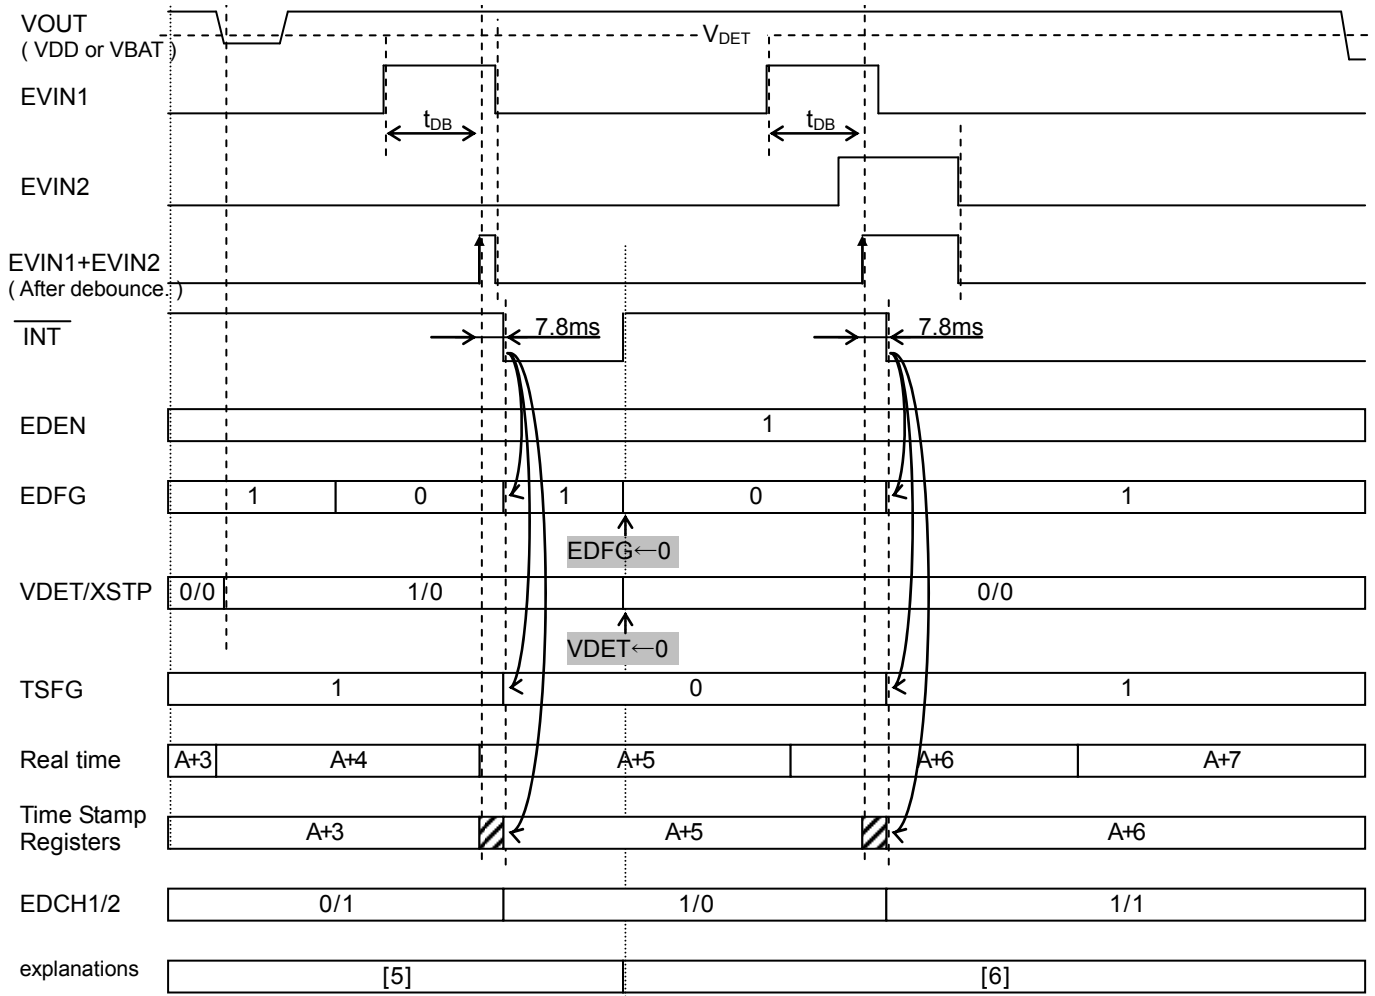 VOUT
( VDD or VBAT )
VDET
EVIN1
tDB
tDB
EVIN2
EVIN1+EVIN2
( After debounce. )
INT
7.8ms
7.8ms
EDEN
1
EDFG
1
0
1
0
1
EDFG←0
VDET/XSTP
0/0
1/0
0/0
VDET←0
TSFG
1
0
1
Real time
A+3
A+4
A+5
A+6
A+7
Time Stamp
Registers
A+3
A+5
A+6
EDCH1/2
0/1
1/0
1/1
explanations
[5]
[6]